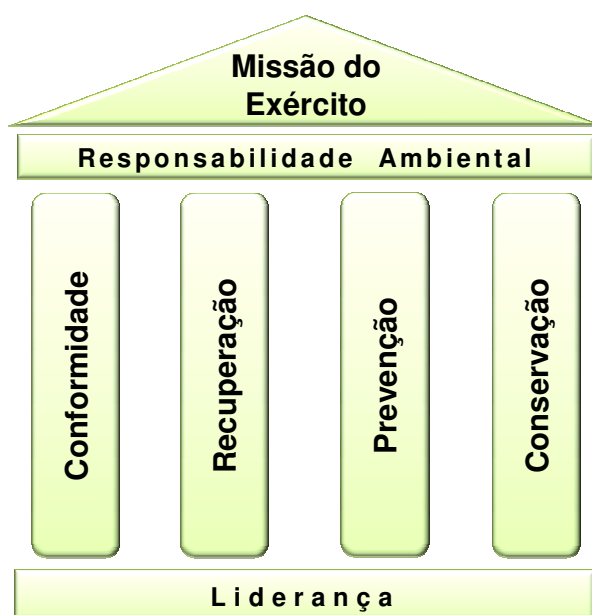 Missão do
Exército
Responsabilidade Ambiental
Conformidade
Recuperação
Prevenção
Conservação
Liderança